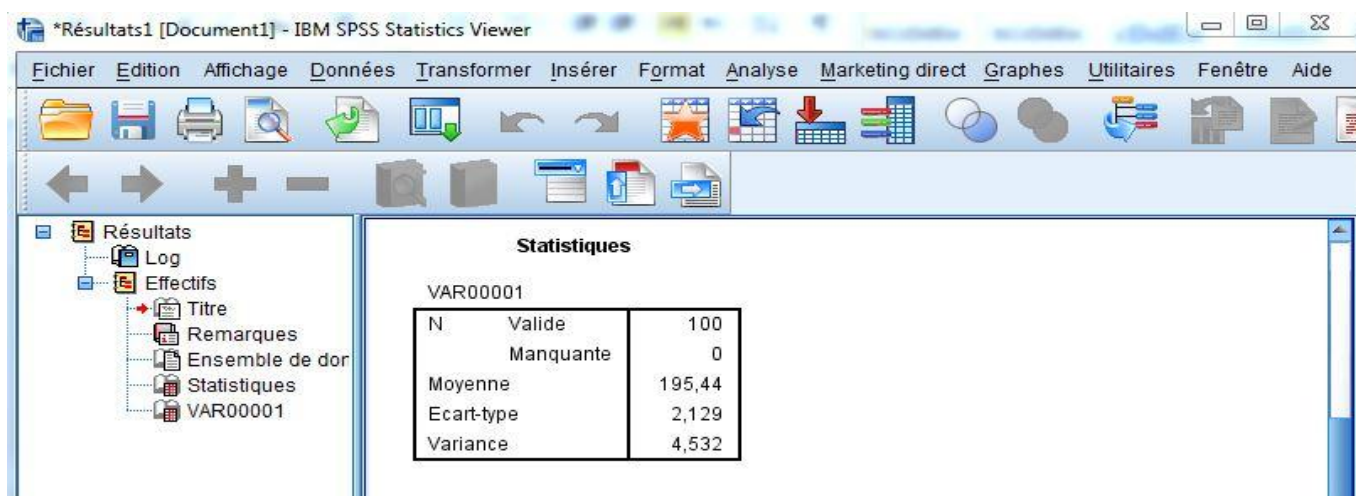 *Résultats1 [Document1] - IBM SPSS Statistics Viewer
Fichier Edition Affichage Données Transformer Insérer Format Analyse Marketing direct Graphes Utilitaires Fenêtre Aide
Résultats
Log
Effectifs
Titre
Remarques
Ensemble de dor
Statistiques
VAR00001
Statistiques
VAR00001
N Valide 100
Manquante 0
Moyenne 195,44
Ecart-type 2,129
Variance 4,532